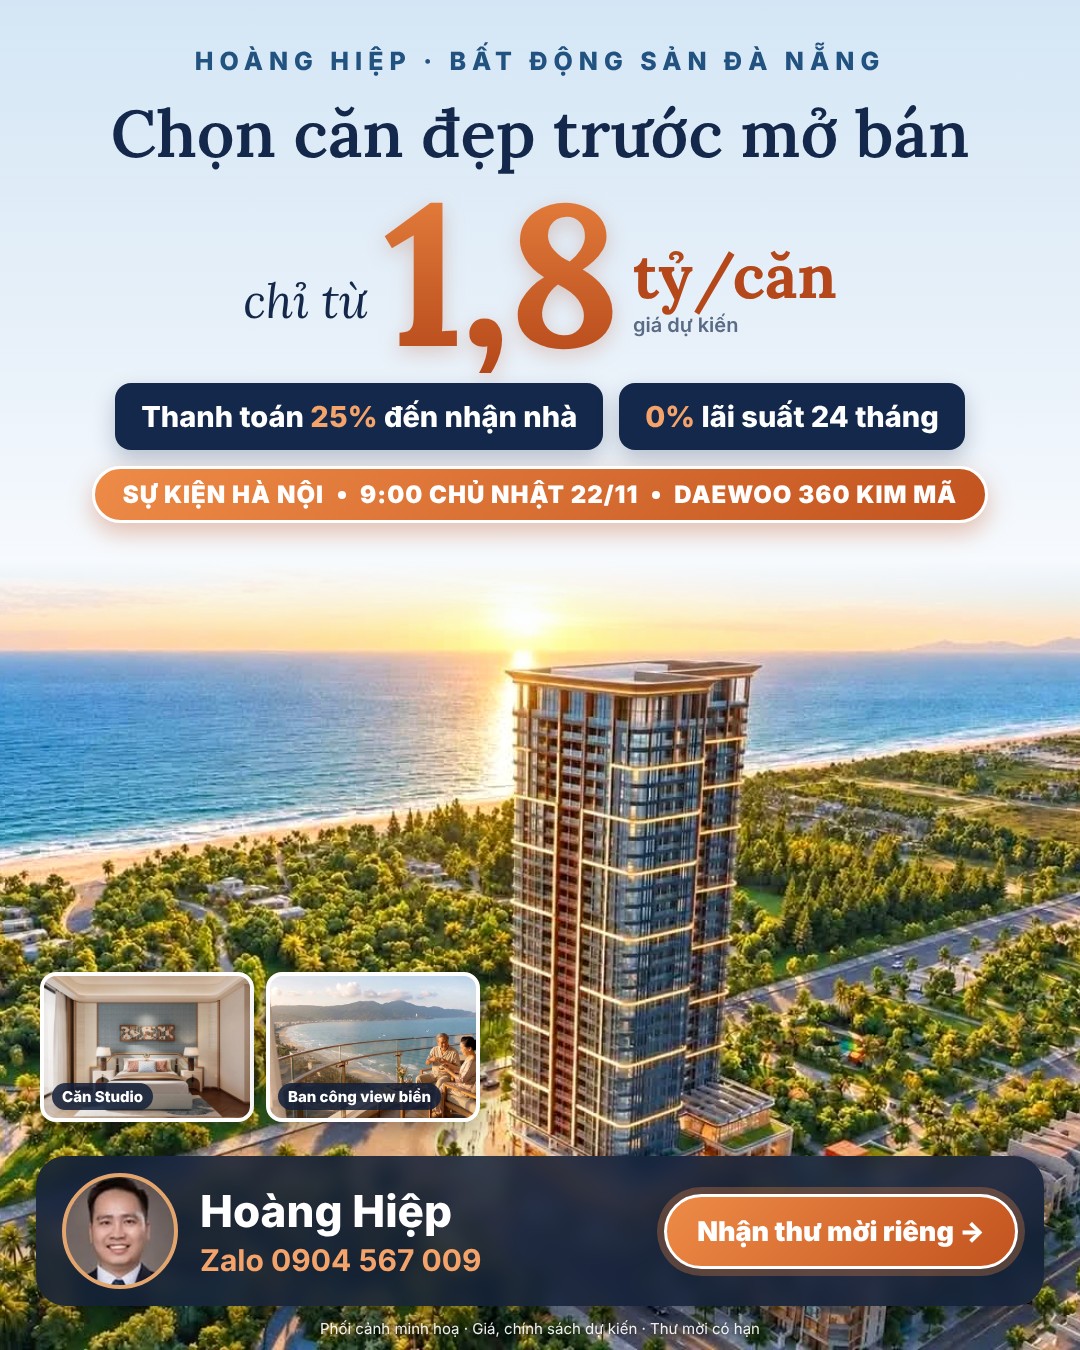 HOÀNG HIỆP · BẤT ĐỘNG SẢN ĐÀ NẴNG
Chọn căn đẹp trước mở bán
chỉ từ 1,8 tỷ/căn
giá dự kiến
Thanh toán 25% đến nhận nhà
0% lãi suất 24 tháng
SỰ KIỆN HÀ NỘI • 9:00 CHỦ NHẬT 22/11 • DAEWOO 360 KIM MÃ
Căn Studio
Ban công view biển
Hoàng Hiệp
Zalo 0904 567 009
Nhận thư mời riêng →
Phối cảnh minh hoạ · Giá, chính sách dự kiến · Thư mời có hạn